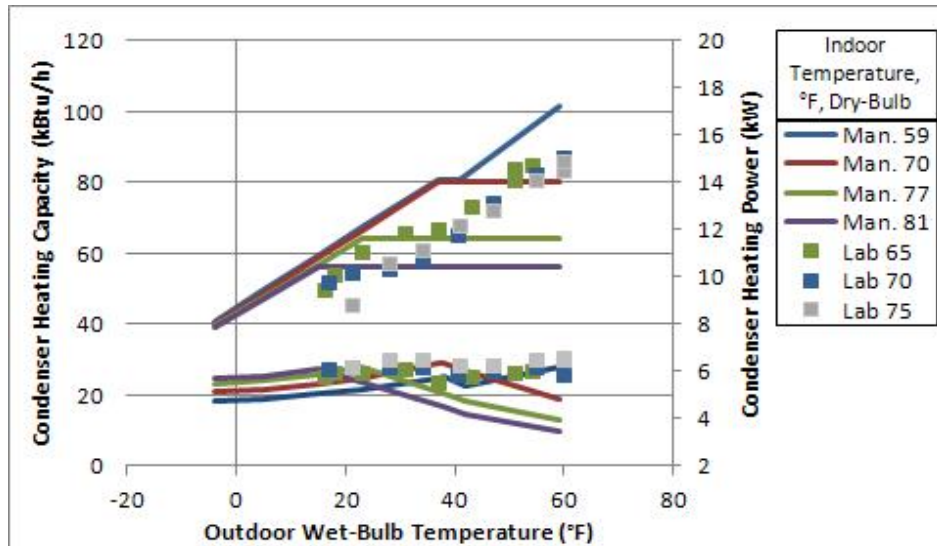 120
100
80
60
40
20
0
Condenser Heating Capacity (kBtu/h)
20
18
16
14
12
10
8
6
4
2
Condenser Heating Power (kW)
-20
0
20
40
60
80
Outdoor Wet-Bulb Temperature (°F)
Indoor
Temperature,
°F, Dry-Bulb
Man. 59
Man. 70
Man. 77
Man. 81
Lab 65
Lab 70
Lab 75